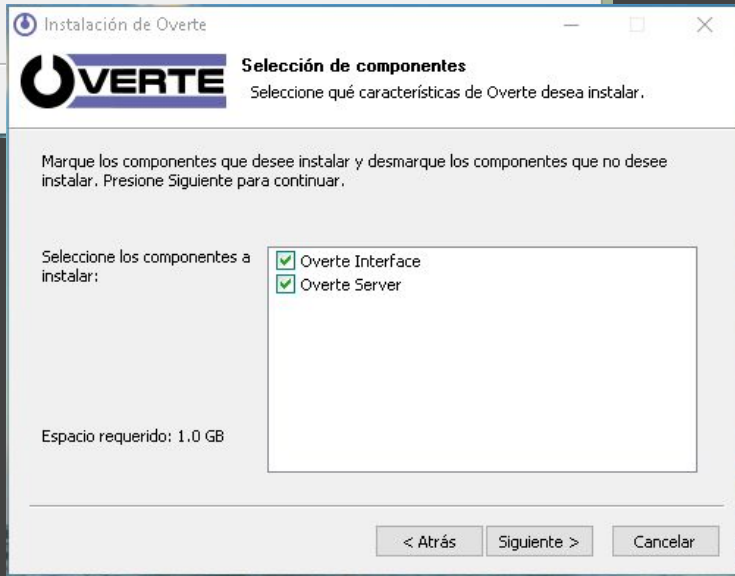 Instalación de Overte
OVERTE
Selección de componentes
Seleccione qué características de Overte desea instalar.
Marque los componentes que desee instalar y desmarque los componentes que no desee
instalar. Presione Siguiente para continuar.
Seleccione los componentes a
instalar:
Overte Interface
Overte Server
Espacio requerido: 1.0 GB
< Atrás
Siguiente >
Cancelar